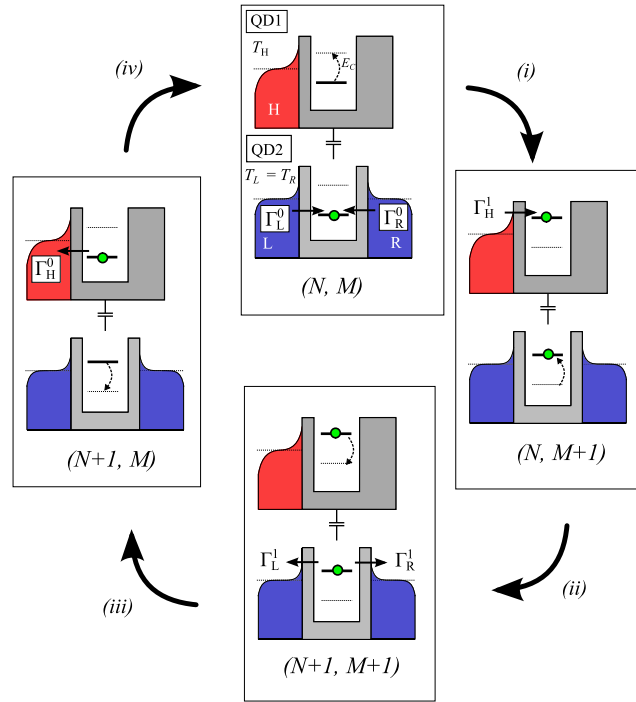 QD1
(iv)
T_H
E_C
(i)
H
QD2
T_L = T_R
Γ_L^0
Γ_R^0
L
R
(N, M)
Γ_H^1
Γ_H^0
(N+1, M)
(N, M+1)
Γ_L^1
Γ_R^1
(iii)
(ii)
(N+1, M+1)